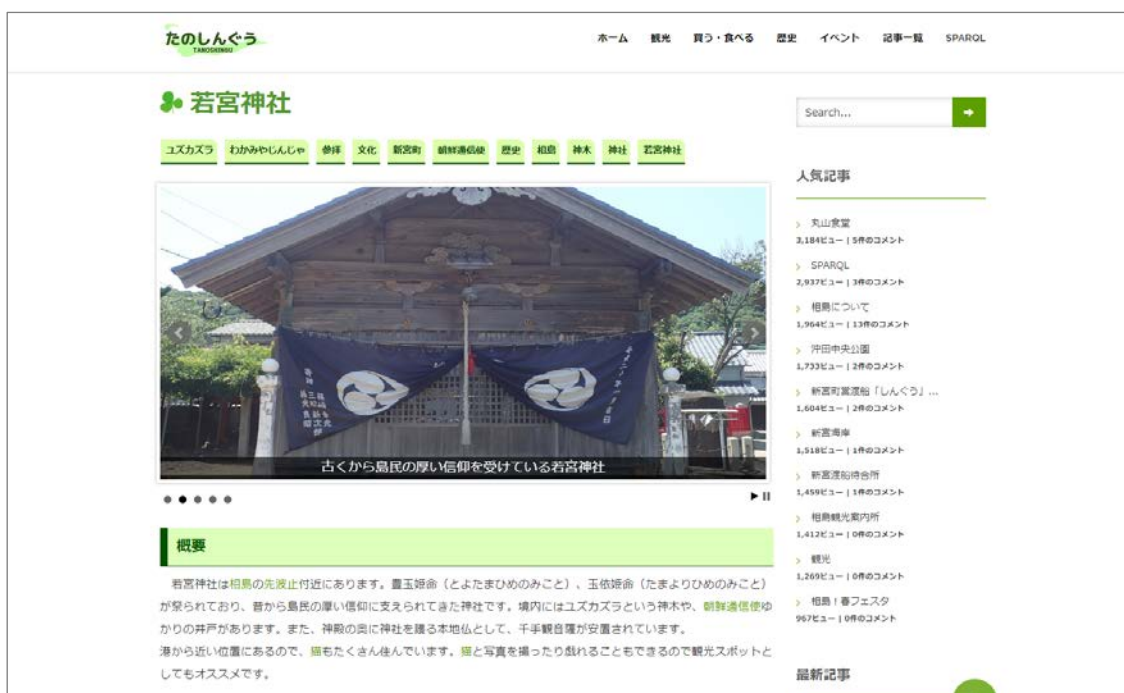 たのしんぐう
TANOSHINGU
ホーム 観光 買う・食べる 歴史 イベント 記事一覧 SPARQL
若宮神社
ユズカズラ わかみやじんじゃ 参拝 文化 新宮町 朝鮮通信使 歴史 相島 神木 神社 若宮神社
古くから島民の厚い信仰を受けている若宮神社
概要
若宮神社は相島の先波止付近にあります。豊玉姫命（とよたまひめのみこと）、玉依姫命（たまよりひめのみこと）
が祭られており、昔から島民の厚い信仰に支えられてきた神社です。境内にはユズカズラという神木や、朝鮮通信使ゆ
かりの井戸があります。また、神殿の奥に神社を護る本地仏として、千手観音菩薩が安置されています。
港から近い位置にあるので、猫もたくさん住んでいます。猫と写真を撮ったり戯れることもできるので観光スポットと
してもオススメです。
Search...
人気記事
丸山食堂
3,184ビュー | 5件のコメント
SPARQL
2,937ビュー | 3件のコメント
相島について
1,964ビュー | 13件のコメント
沖田中央公園
1,733ビュー | 2件のコメント
新宮町営渡船「しんぐう」...
1,604ビュー | 2件のコメント
新宮海岸
1,518ビュー | 1件のコメント
新宮渡船待合所
1,459ビュー | 1件のコメント
相島観光案内所
1,412ビュー | 0件のコメント
観光
1,269ビュー | 0件のコメント
相島！春フェスタ
967ビュー | 0件のコメント
最新記事